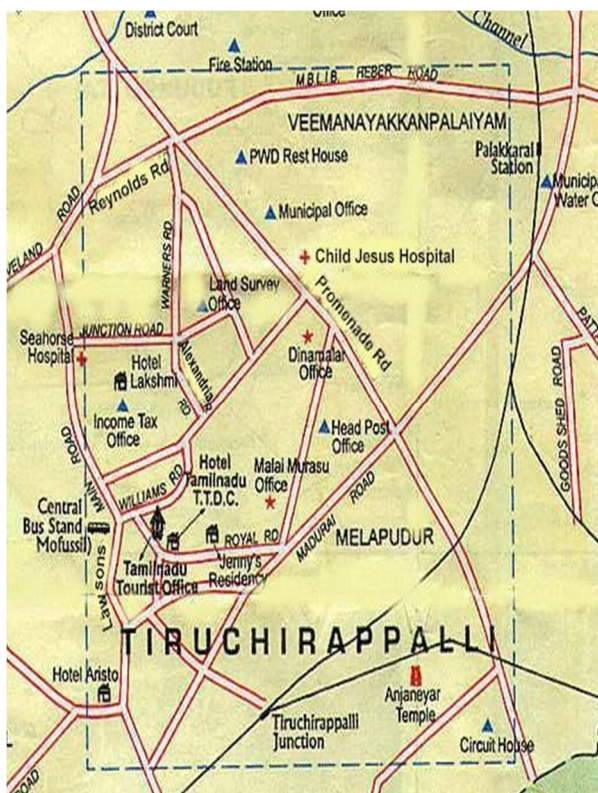 Office
District Court
Fire Station
Channel
M.B.L.I.B. HEBER ROAD
VEEMANAYAKKANPALAIYAM
PWD Rest House
Palakkarai
Station
Municipal
Water
Reynolds Rd
ROAD
Municipal Office
WARNERS RD
Child Jesus Hospital
VELAND
Land Survey
Office
Promenade Rd
JUNCTION ROAD
Seahorse
Hospital
Dinamalar
Office
Alexandria
RD
Hotel
Lakshmi
PATT
GOODS SHED ROAD
Income Tax
Office
Head Post
Office
MAIN ROAD
Hotel
Tamilnadu
T.T.D.C.
Malai Murasu
Office
WILLIAMS RD
Central
Bus Stand
Mofussil)
MADURAI ROAD
ROYAL RD
MELAPUDUR
Tamilnadu
Tourist Office
Jenny's
Residency
Lawsons
TIRUCHIRAPPALLI
Hotel Aristo
Anjaneyar
Temple
Tiruchirappalli
Junction
Circuit House
ROAD